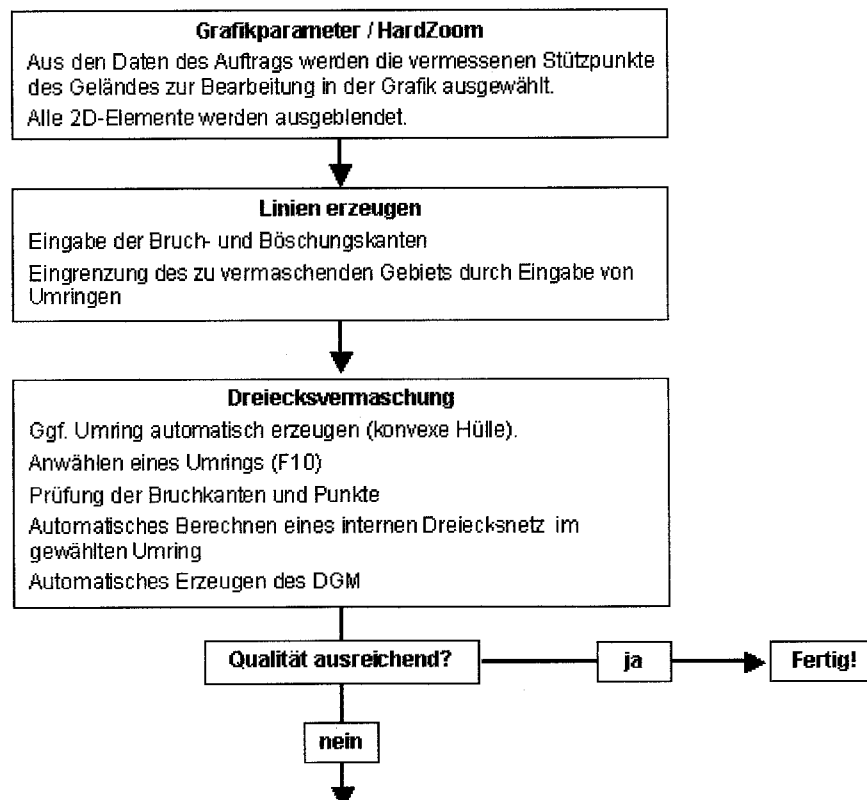 Grafikparameter / HardZoom
Aus den Daten des Auftrags werden die vermessenen Stützpunkte
des Geländes zur Bearbeitung in der Grafik ausgewählt.
Alle 2D-Elemente werden ausgeblendet.
Linien erzeugen
Eingabe der Bruch- und Böschungskanten
Eingrenzung des zu vermaschenden Gebiets durch Eingabe von
Umringen
Dreiecksvermaschung
Ggf. Umring automatisch erzeugen (konvexe Hülle).
Anwählen eines Umrings (F10)
Prüfung der Bruchkanten und Punkte
Automatisches Berechnen eines internen Dreiecksnetz im
gewählten Umring
Automatisches Erzeugen des DGM
Qualität ausreichend?
ja
Fertig!
nein